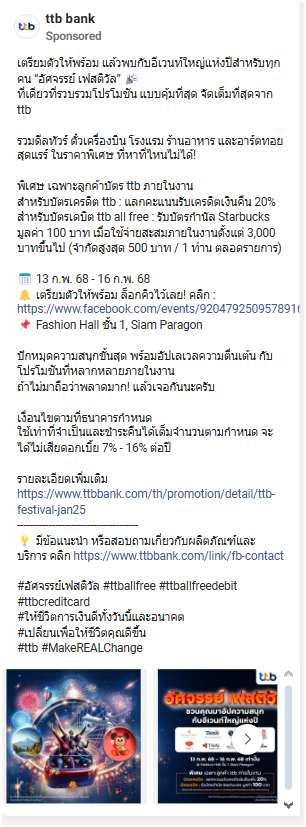 ttb bank
Sponsored
เตรียมตัวให้พร้อม แล้วพบกับอีเวนท์ใหญ่แห่งปีสำหรับทุก
คน “อัศจรรย์ เฟสติวัล” 🎉
ที่เดียวที่รวบรวมโปรโมชัน แบบคุ้มที่สุด จัดเต็มที่สุดจาก
ttb
รวมดีลทัวร์ ตั๋วเครื่องบิน โรงแรม ร้านอาหาร และอาร์ตทอย
สุดแรร์ ในราคาพิเศษ ที่หาที่ไหนไม่ได้!
พิเศษ เฉพาะลูกค้าบัตร ttb ภายในงาน
สำหรับบัตรเครดิต ttb : แลกคะแนนรับเครดิตเงินคืน 20%
สำหรับบัตรเดบิต ttb all free : รับบัตรกำนัล Starbucks
มูลค่า 100 บาท เมื่อใช้จ่ายสะสมภายในงานตั้งแต่ 3,000
บาทขึ้นไป (จำกัดสูงสุด 500 บาท / 1 ท่าน ตลอดรายการ)
🗓️ 13 ก.พ. 68 - 16 ก.พ. 68
🔔 เตรียมตัวให้พร้อม ล็อกคิวไว้เลย! คลิก :
https://www.facebook.com/events/9204792509578916
📌 Fashion Hall ชั้น 1, Siam Paragon
ปักหมุดความสนุกขั้นสุด พร้อมอัปเลเวลความตื่นเต้น กับ
โปรโมชันที่หลากหลายภายในงาน
ถ้าไม่มาถือว่าพลาดมาก! แล้วเจอกันนะครับ
เงื่อนไขตามที่ธนาคารกำหนด
ใช้เท่าที่จำเป็นและชำระคืนได้เต็มจำนวนตามกำหนด จะ
ได้ไม่เสียดอกเบี้ย 7% - 16% ต่อปี
รายละเอียดเพิ่มเติม
https://www.ttbbank.com/th/promotion/detail/ttb-
festival-jan25
------------------------------------
💡 มีข้อแนะนำ หรือสอบถามเกี่ยวกับผลิตภัณฑ์และ
บริการ คลิก https://www.ttbbank.com/link/fb-contact
#อัศจรรย์เฟสติวัล #ttballfree #ttballfreedebit
#ttbcreditcard
#ให้ชีวิตการเงินดีทั้งวันนี้และอนาคต
#เปลี่ยนเพื่อให้ชีวิตคุณดีขึ้น
#ttb #MakeREALChange
ttb
อัศจรรย์ เฟสติวัล
ชวนคุณมาอัปความสนุก
กับอีเวนท์ใหญ่แห่งปี
13 ก.พ. 68 - 16 ก.พ. 68 เท่านั้น